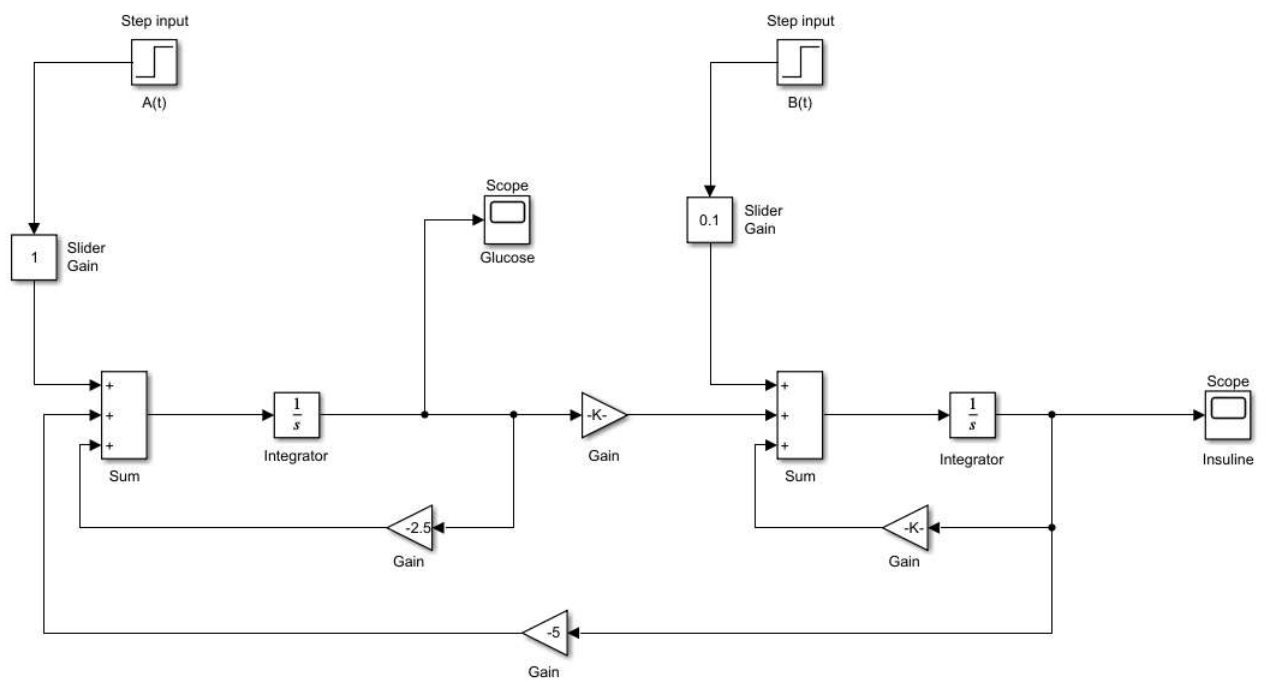 Step input
A(t)
Step input
B(t)
Scope
Glucose
1
Slider
Gain
0.1
Slider
Gain
+
+
+
Sum
1
s
Integrator
-K-
Gain
+
+
+
Sum
1
s
Integrator
Scope
Insuline
-2.5
Gain
-K-
Gain
-5
Gain